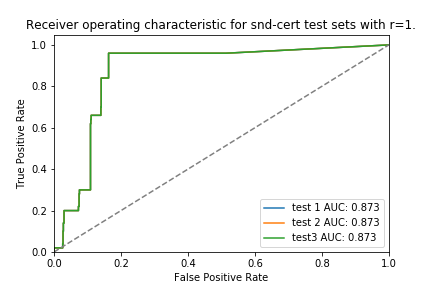 Receiver operating characteristic for snd-cert test sets with r=1.
True Positive Rate
1.0
0.8
0.6
0.4
0.2
0.0
test 1 AUC: 0.873
test 2 AUC: 0.873
test3 AUC: 0.873
0.0 0.2 0.4 0.6 0.8 1.0
False Positive Rate